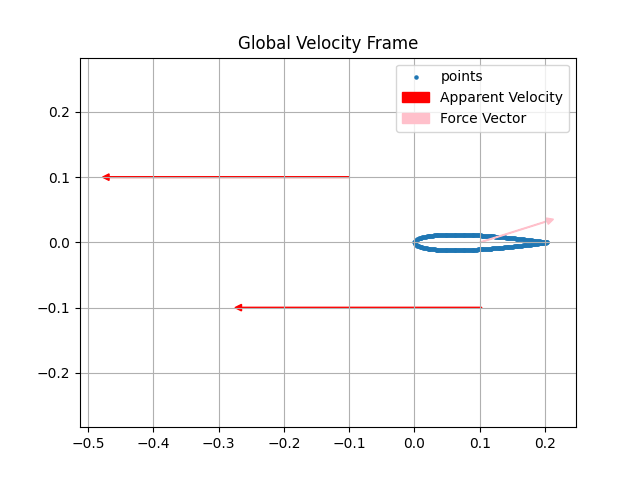 Global Velocity Frame
points
Apparent Velocity
Force Vector
0.2
0.1
0.0
−0.1
−0.2
−0.5 −0.4 −0.3 −0.2 −0.1 0.0 0.1 0.2